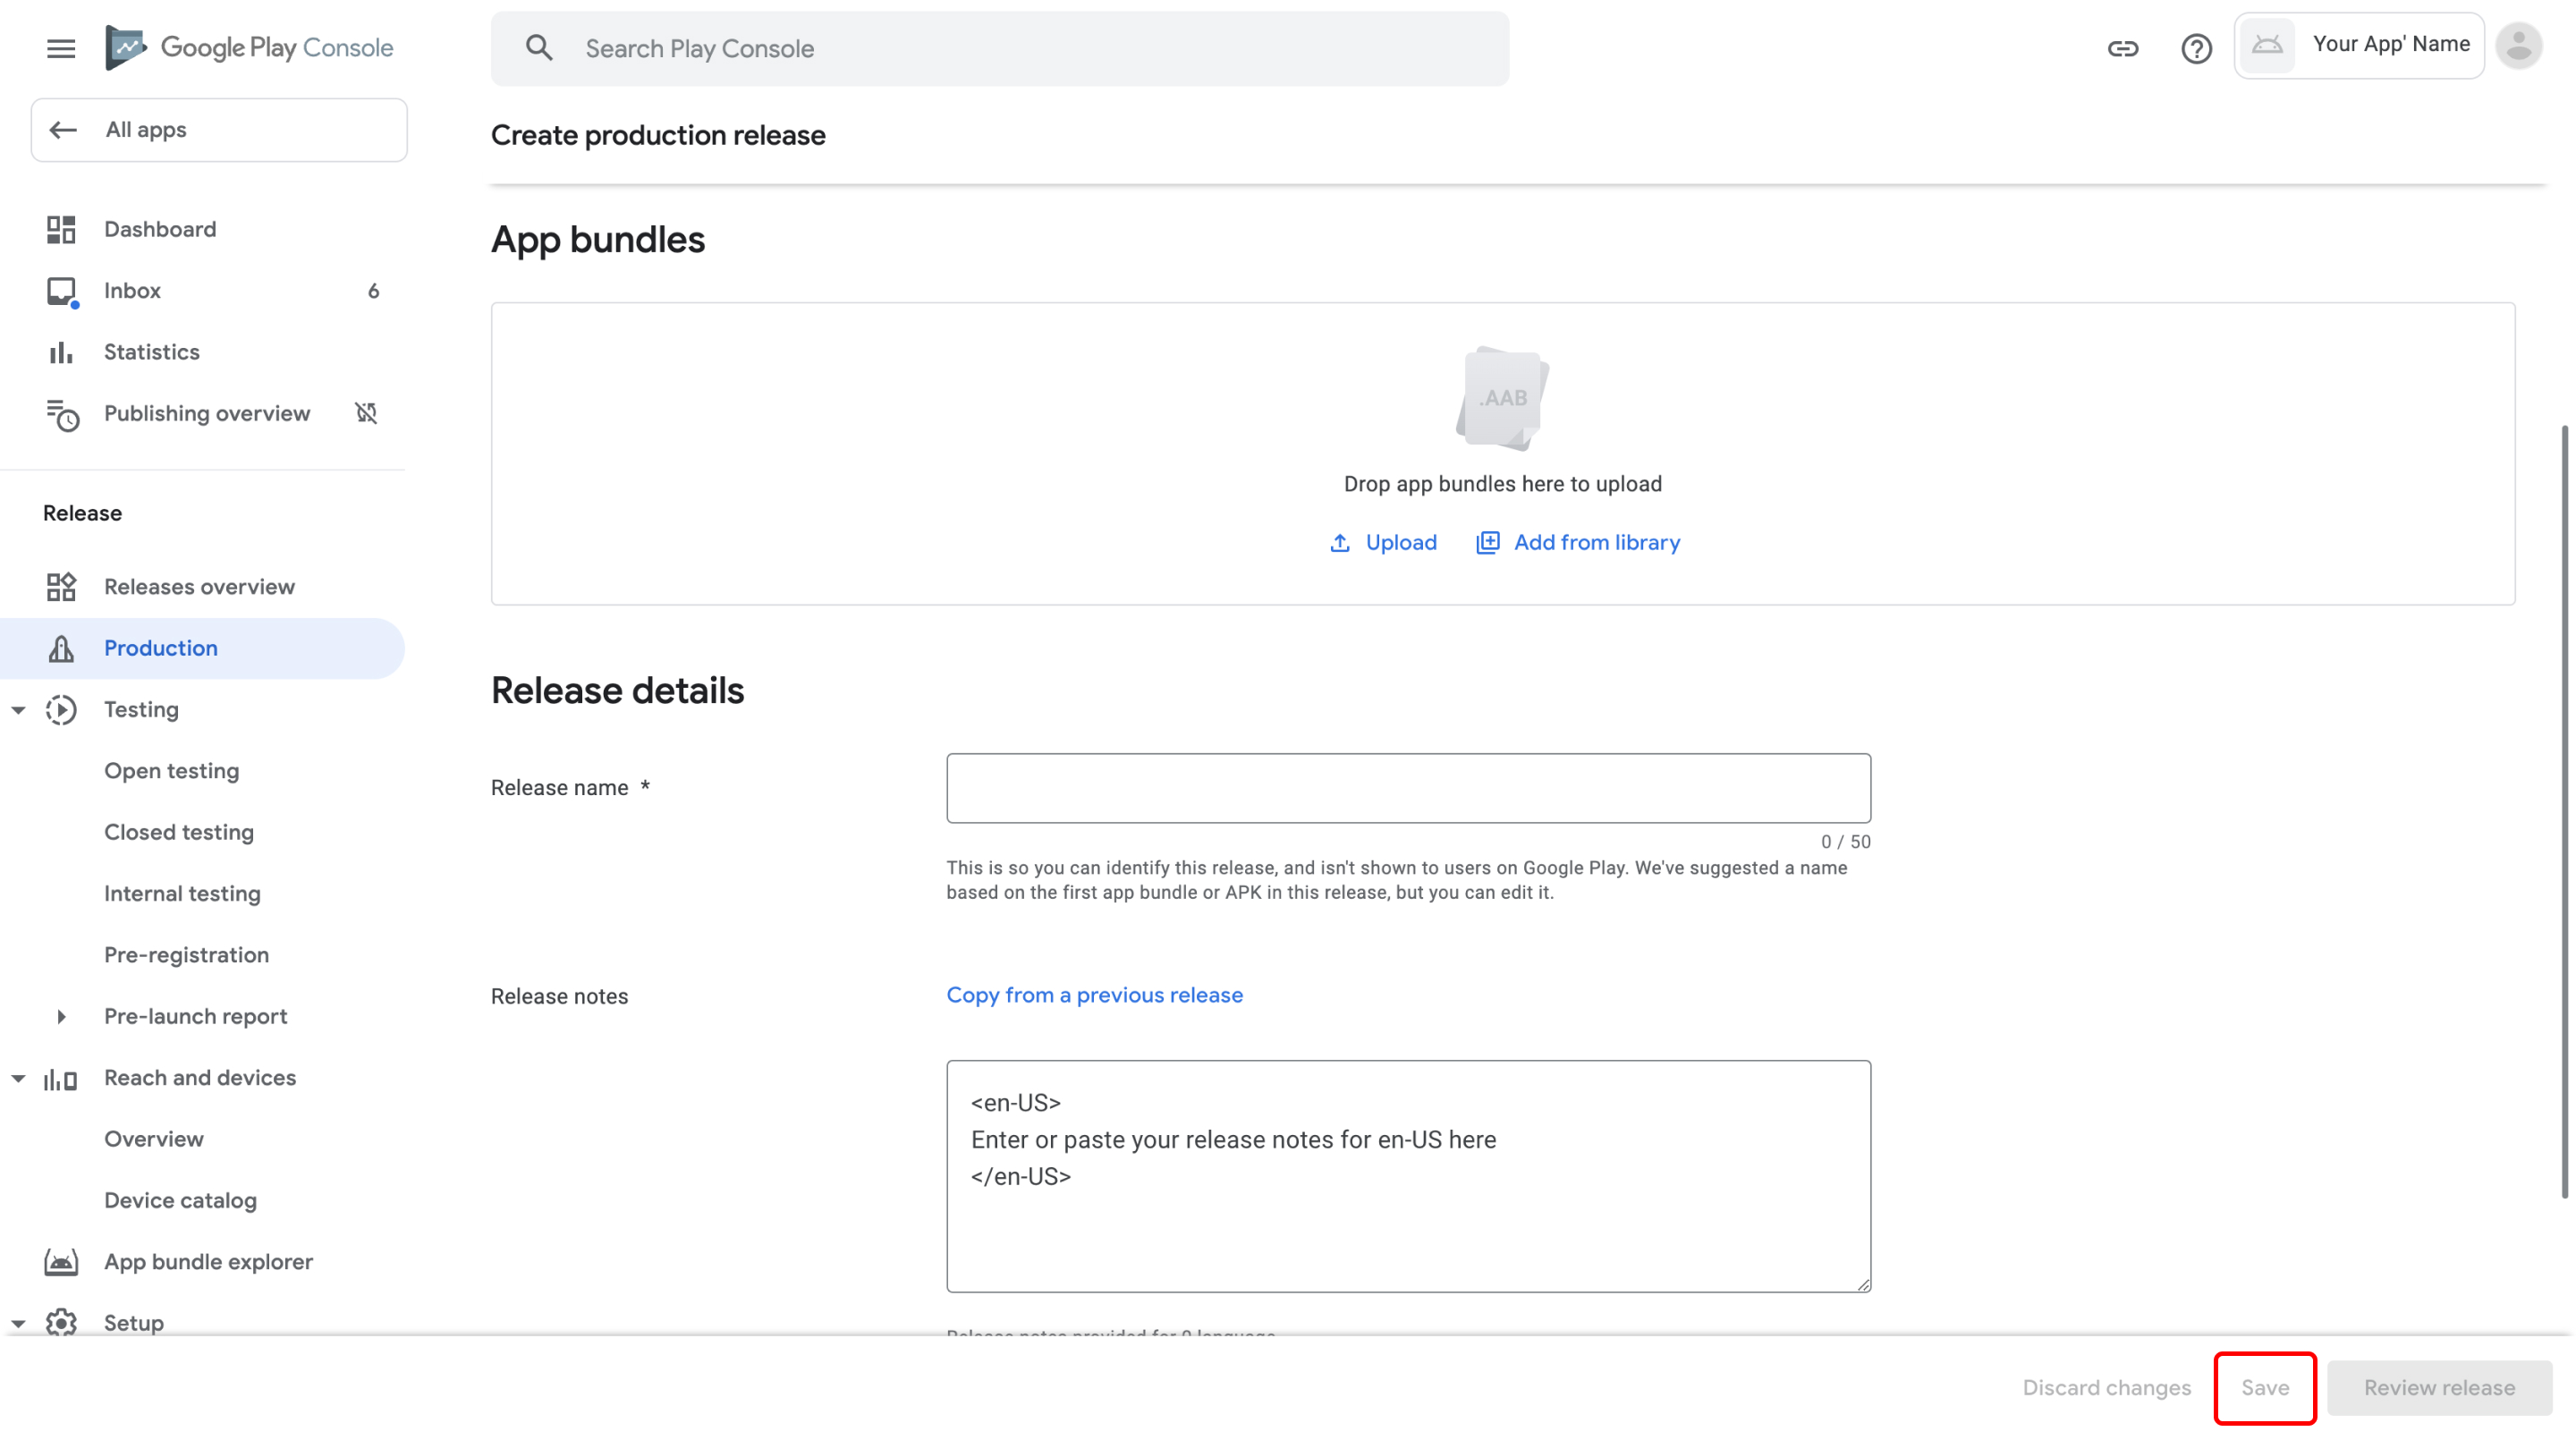 Google Play Console
Search Play Console
Your App' Name
All apps
Create production release
Dashboard
Inbox 6
Statistics
Publishing overview
Release
Releases overview
Production
Testing
Open testing
Closed testing
Internal testing
Pre-registration
Pre-launch report
Reach and devices
Overview
Device catalog
App bundle explorer
Setup
App bundles
.AAB
Drop app bundles here to upload
Upload
Add from library
Release details
Release name *
0 / 50
This is so you can identify this release, and isn't shown to users on Google Play. We've suggested a name
based on the first app bundle or APK in this release, but you can edit it.
Release notes
Copy from a previous release
<en-US>
Enter or paste your release notes for en-US here
</en-US>
Release notes provided for 0 language
Discard changes
Save
Review release